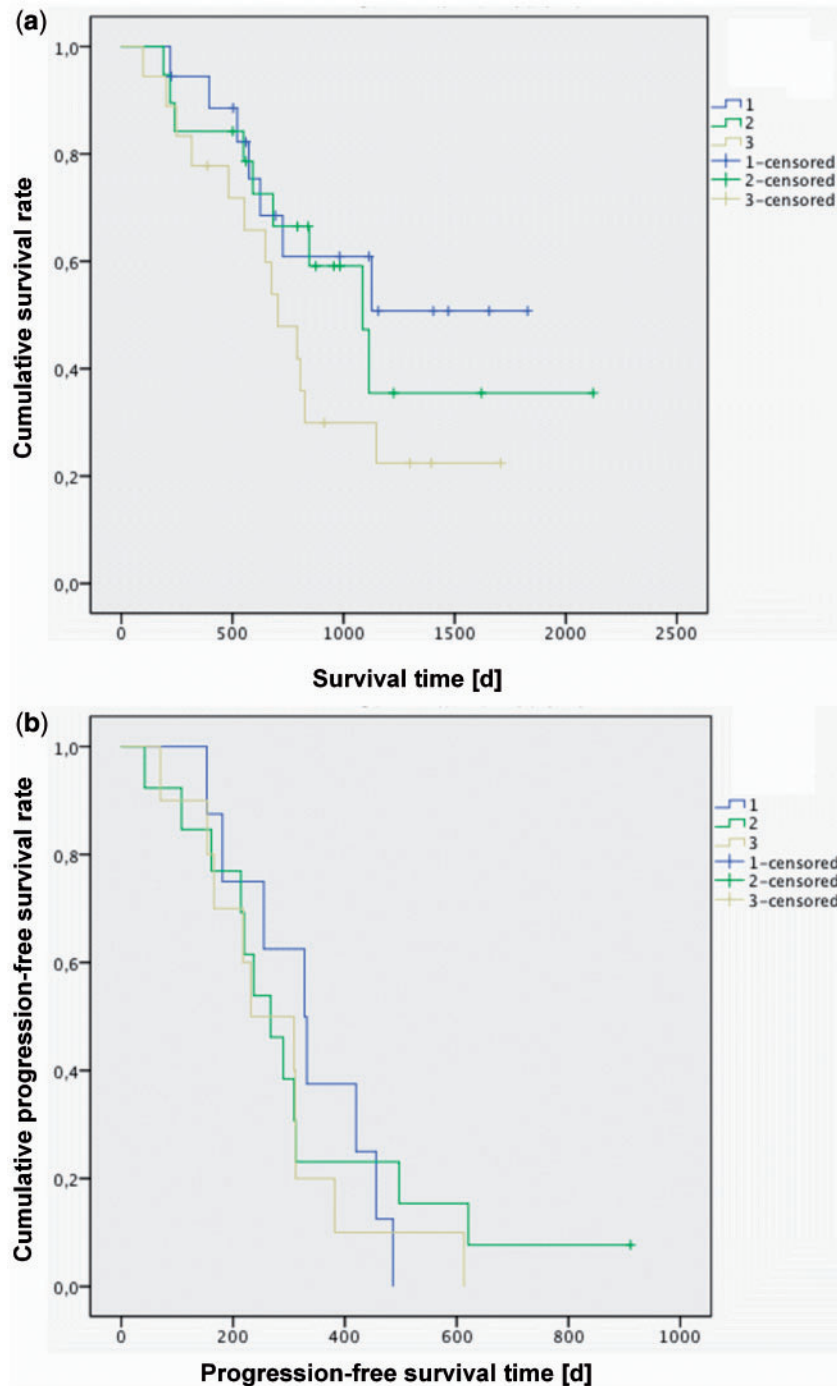 (a)
Cumulative survival rate
1,0
0,8
0,6
0,4
0,2
0,0
0 500 1000 1500 2000 2500
Survival time [d]
1
2
3
1-censored
2-censored
3-censored
(b)
Cumulative progression-free survival rate
1,0
0,8
0,6
0,4
0,2
0,0
0 200 400 600 800 1000
Progression-free survival time [d]
1
2
3
1-censored
2-censored
3-censored